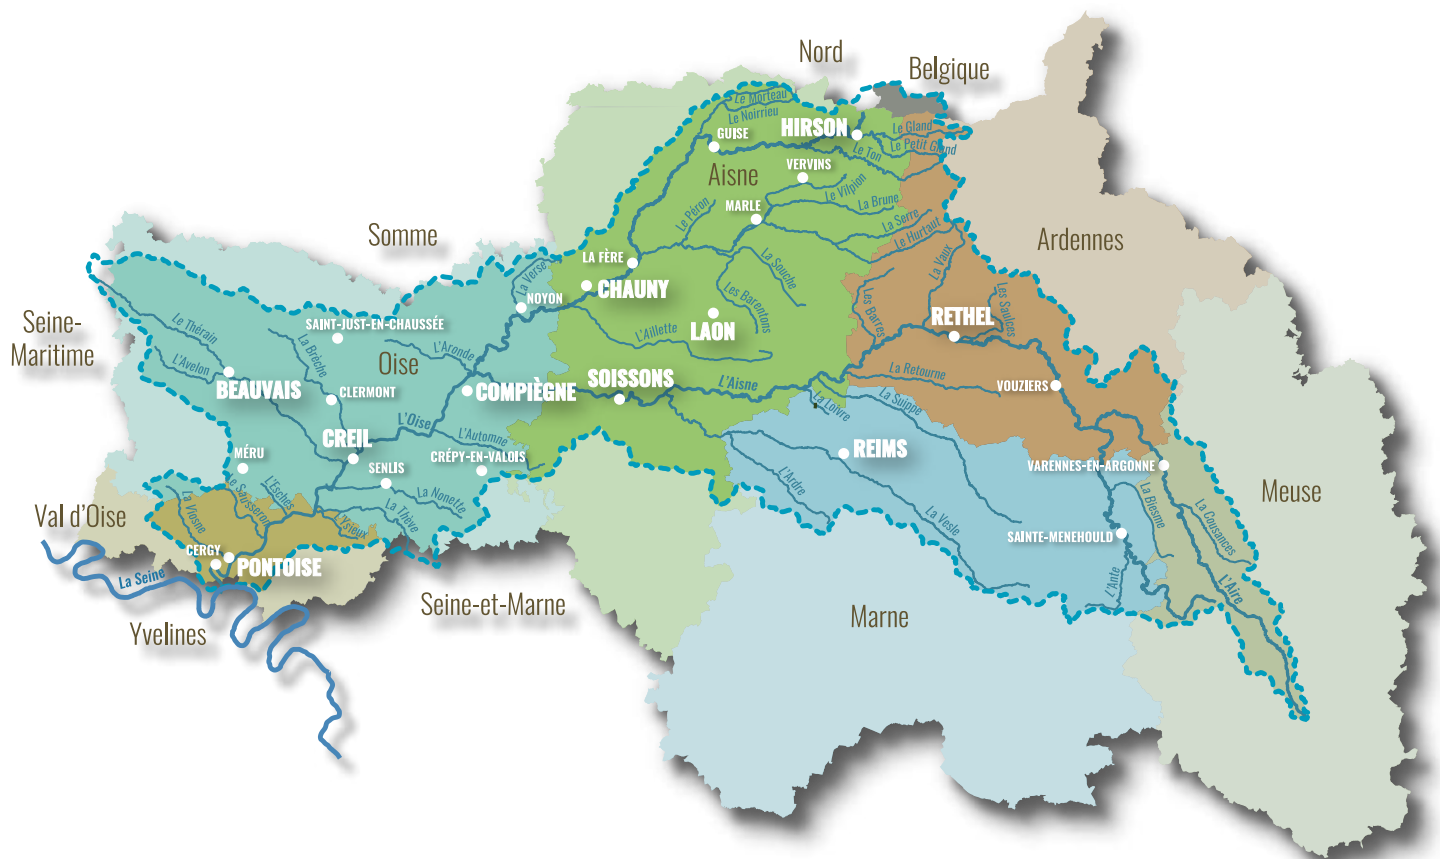 Nord
Belgique
Le Morteau
Le Noirrieu
GUISE
HIRSON
Le Gland
Le Petit Gland
Le Ton
VERVINS
Aisne
Le Vilpion
La Brune
MARLE
Le Péron
La Serre
Le Hurtaut
Somme
Ardennes
LA FÈRE
La Souche
La Vaux
CHAUNY
La Verse
NOYON
Les Barentons
Les Barres
Les Saulces
RETHEL
Seine-
Maritime
Le Thérain
SAINT-JUST-EN-CHAUSSÉE
La Brèche
Oise
L'Aronde
L'Aillette
LAON
L'Avelon
BEAUVAIS
CLERMONT
COMPIÈGNE
SOISSONS
L'Aisne
La Retourne
VOUZIERS
L'Oise
La Loivre
La Suippe
CREIL
L'Automne
MÉRU
SENLIS
CRÉPY-EN-VALOIS
REIMS
VARENNES-EN-ARGONNE
L'Ardre
Meuse
L'Esches
Le Sausseron
La Viosne
La Nonette
La Thève
L'Ysieux
La Vesle
La Biesme
La Cousances
Val d'Oise
SAINTE-MENEHOULD
CERGY
PONTOISE
La Seine
L'Ante
L'Aire
Yvelines
Seine-et-Marne
Marne